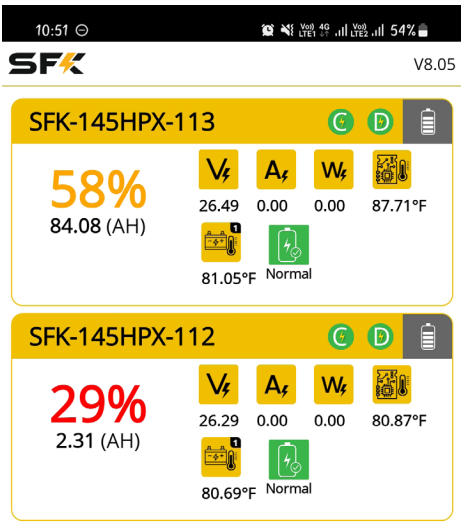 10:51 Vo)) LTE1 4G Vo)) LTE2 54%
SFK V8.05
SFK-145HPX-113 C D
58%
84.08 (AH)
V A W
26.49 0.00 0.00 87.71°F
1
81.05°F Normal
SFK-145HPX-112 C D
29%
2.31 (AH)
V A W
26.29 0.00 0.00 80.87°F
1
80.69°F Normal